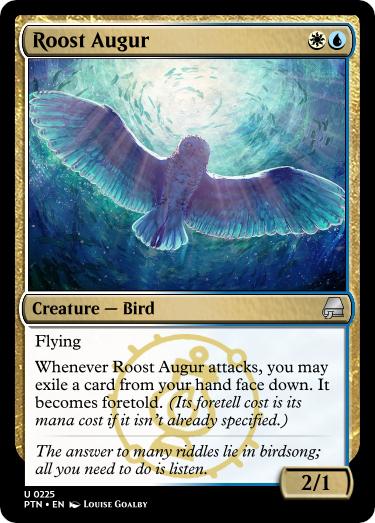 Roost Augur
Creature — Bird
Flying
Whenever Roost Augur attacks, you may
exile a card from your hand face down. It
becomes foretold. (Its foretell cost is its
mana cost if it isn't already specified.)
The answer to many riddles lie in birdsong;
all you need to do is listen.
2/1
U 0225
PTN • EN Louise Goalby